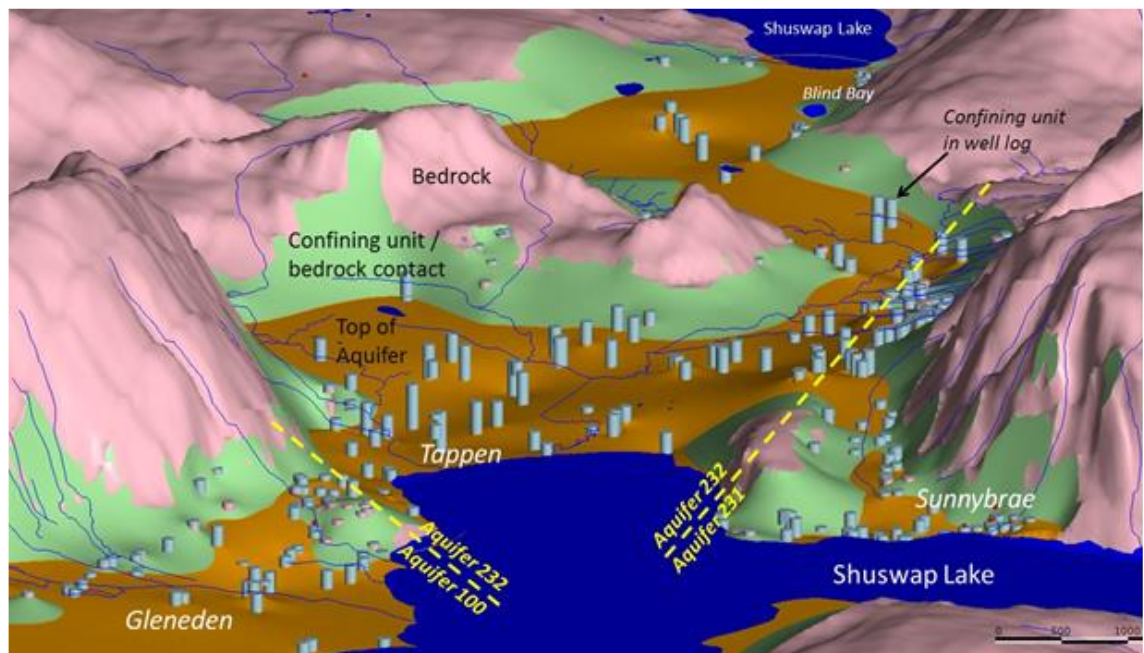 Shuswap Lake
Blind Bay
Confining unit
in well log
Bedrock
Confining unit /
bedrock contact
Top of
Aquifer
Tappen
Aquifer 232
Aquifer 231
Sunnybrae
Aquifer 232
Aquifer 100
Shuswap Lake
Gleneden
0 500 1000